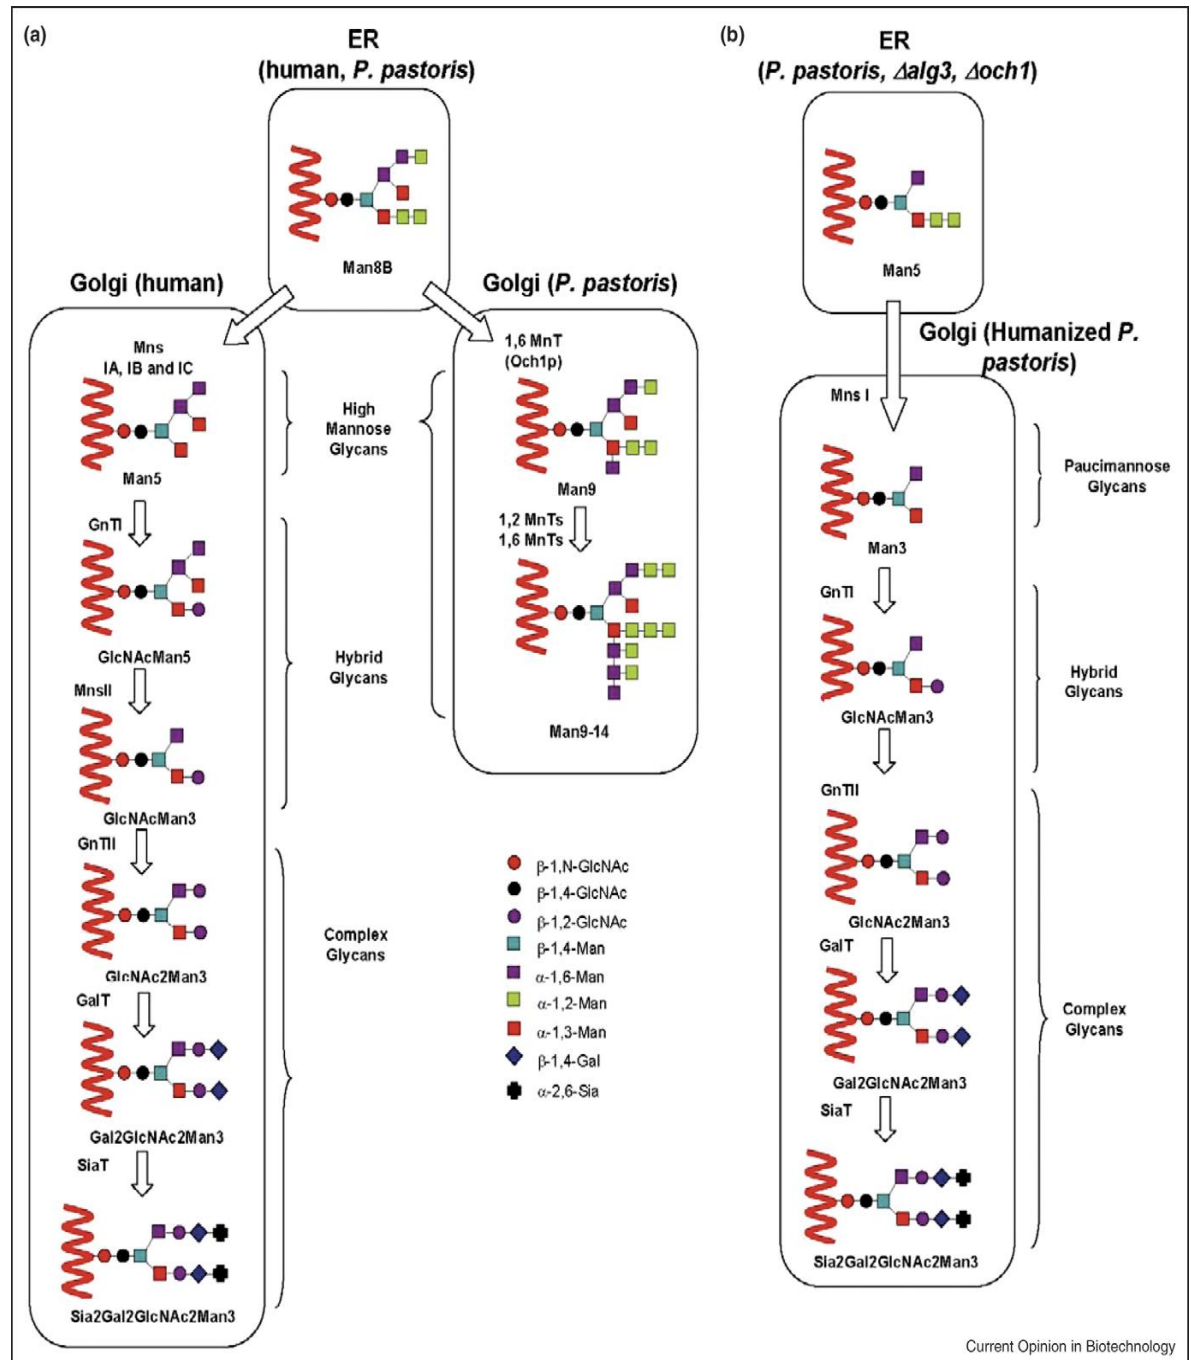 (a)
ER
(human, P. pastoris)
Man8B
Golgi (human)
Mns
IA, IB and IC
Man5
GnTI
GlcNAcMan5
MnsII
GlcNAcMan3
GnTII
GlcNAc2Man3
GalT
Gal2GlcNAc2Man3
SiaT
Sia2Gal2GlcNAc2Man3
High
Mannose
Glycans
Hybrid
Glycans
Complex
Glycans
Golgi (P. pastoris)
1,6 MnT
(Och1p)
Man9
1,2 MnTs
1,6 MnTs
Man9-14
β-1,N-GlcNAc
β-1,4-GlcNAc
β-1,2-GlcNAc
β-1,4-Man
α-1,6-Man
α-1,2-Man
α-1,3-Man
β-1,4-Gal
α-2,6-Sia
(b)
ER
(P. pastoris, Δalg3, Δoch1)
Man5
Golgi (Humanized P.
pastoris)
Mns I
Man3
GnTI
GlcNAcMan3
GnTII
GlcNAc2Man3
GalT
Gal2GlcNAc2Man3
SiaT
Sia2Gal2GlcNAc2Man3
Paucimannose
Glycans
Hybrid
Glycans
Complex
Glycans
Current Opinion in Biotechnology